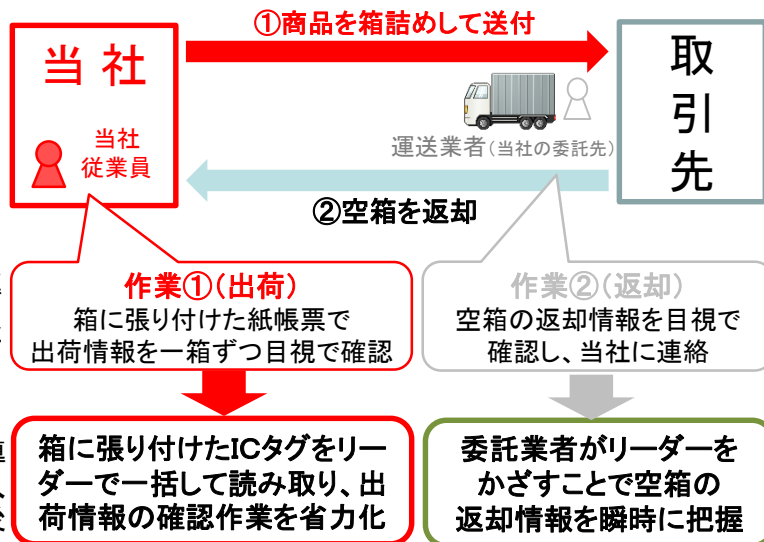 ①商品を箱詰めして送付
当社
当社
従業員
運送業者(当社の委託先)
取
引
先
②空箱を返却
作業①(出荷)
箱に張り付けた紙帳票で
出荷情報を一箱ずつ目視で確認
作業②(返却)
空箱の返却情報を目視で
確認し、当社に連絡
箱に張り付けたICタグをリー
ダーで一括して読み取り、出
荷情報の確認作業を省力化
委託業者がリーダーを
かざすことで空箱の
返却情報を瞬時に把握